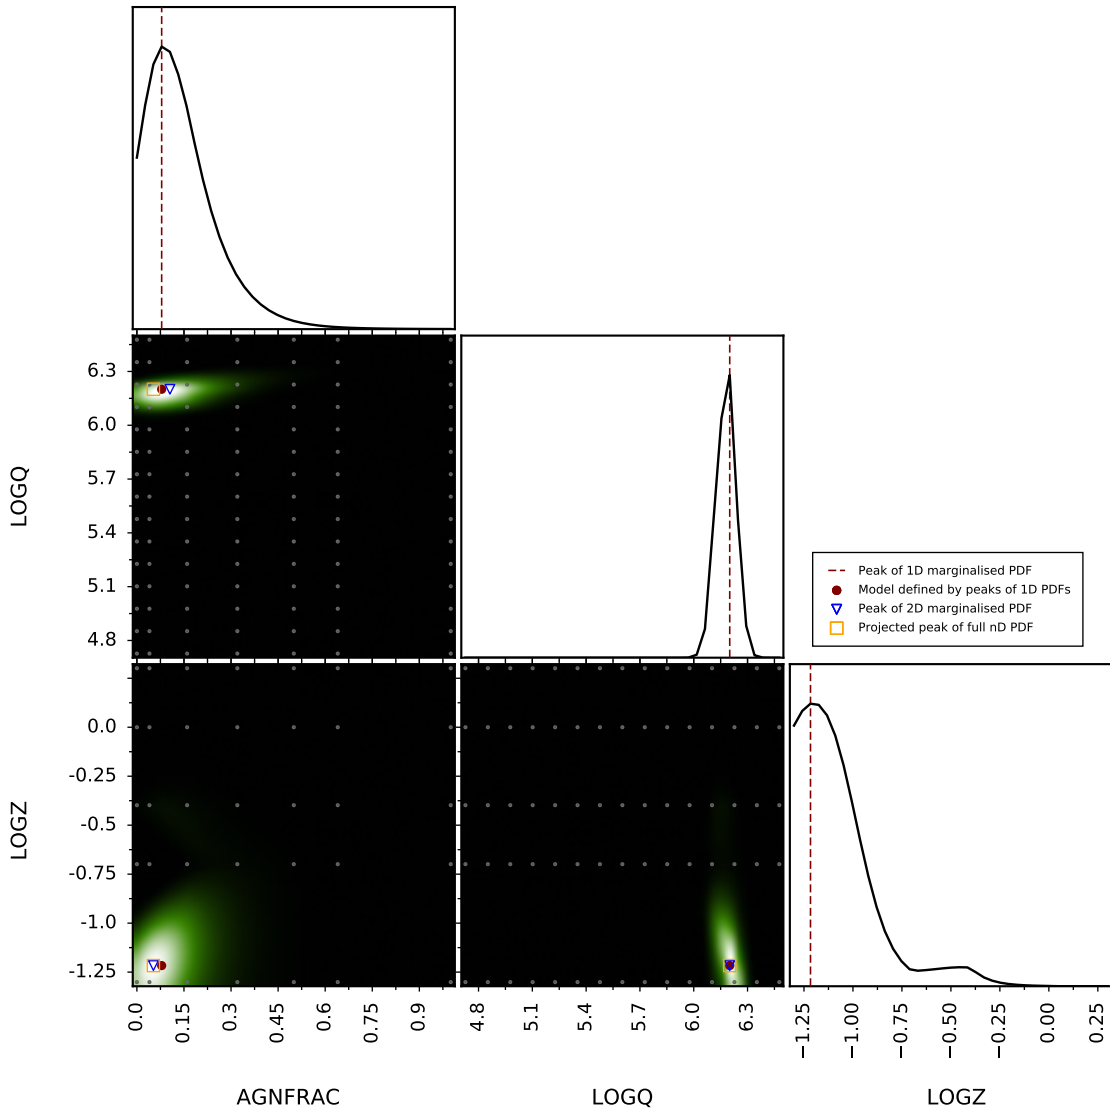 6.3
6.0
5.7
5.4
5.1
4.8
LOGQ
Peak of 1D marginalised PDF
Model defined by peaks of 1D PDFs
Peak of 2D marginalised PDF
Projected peak of full nD PDF
0.0
-0.25
-0.5
-0.75
-1.0
-1.25
LOGZ
0.0 0.15 0.3 0.45 0.6 0.75 0.9
4.8 5.1 5.4 5.7 6.0 6.3
−1.25 −1.00 −0.75 −0.50 −0.25 0.00 0.25
AGNFRAC LOGQ LOGZ